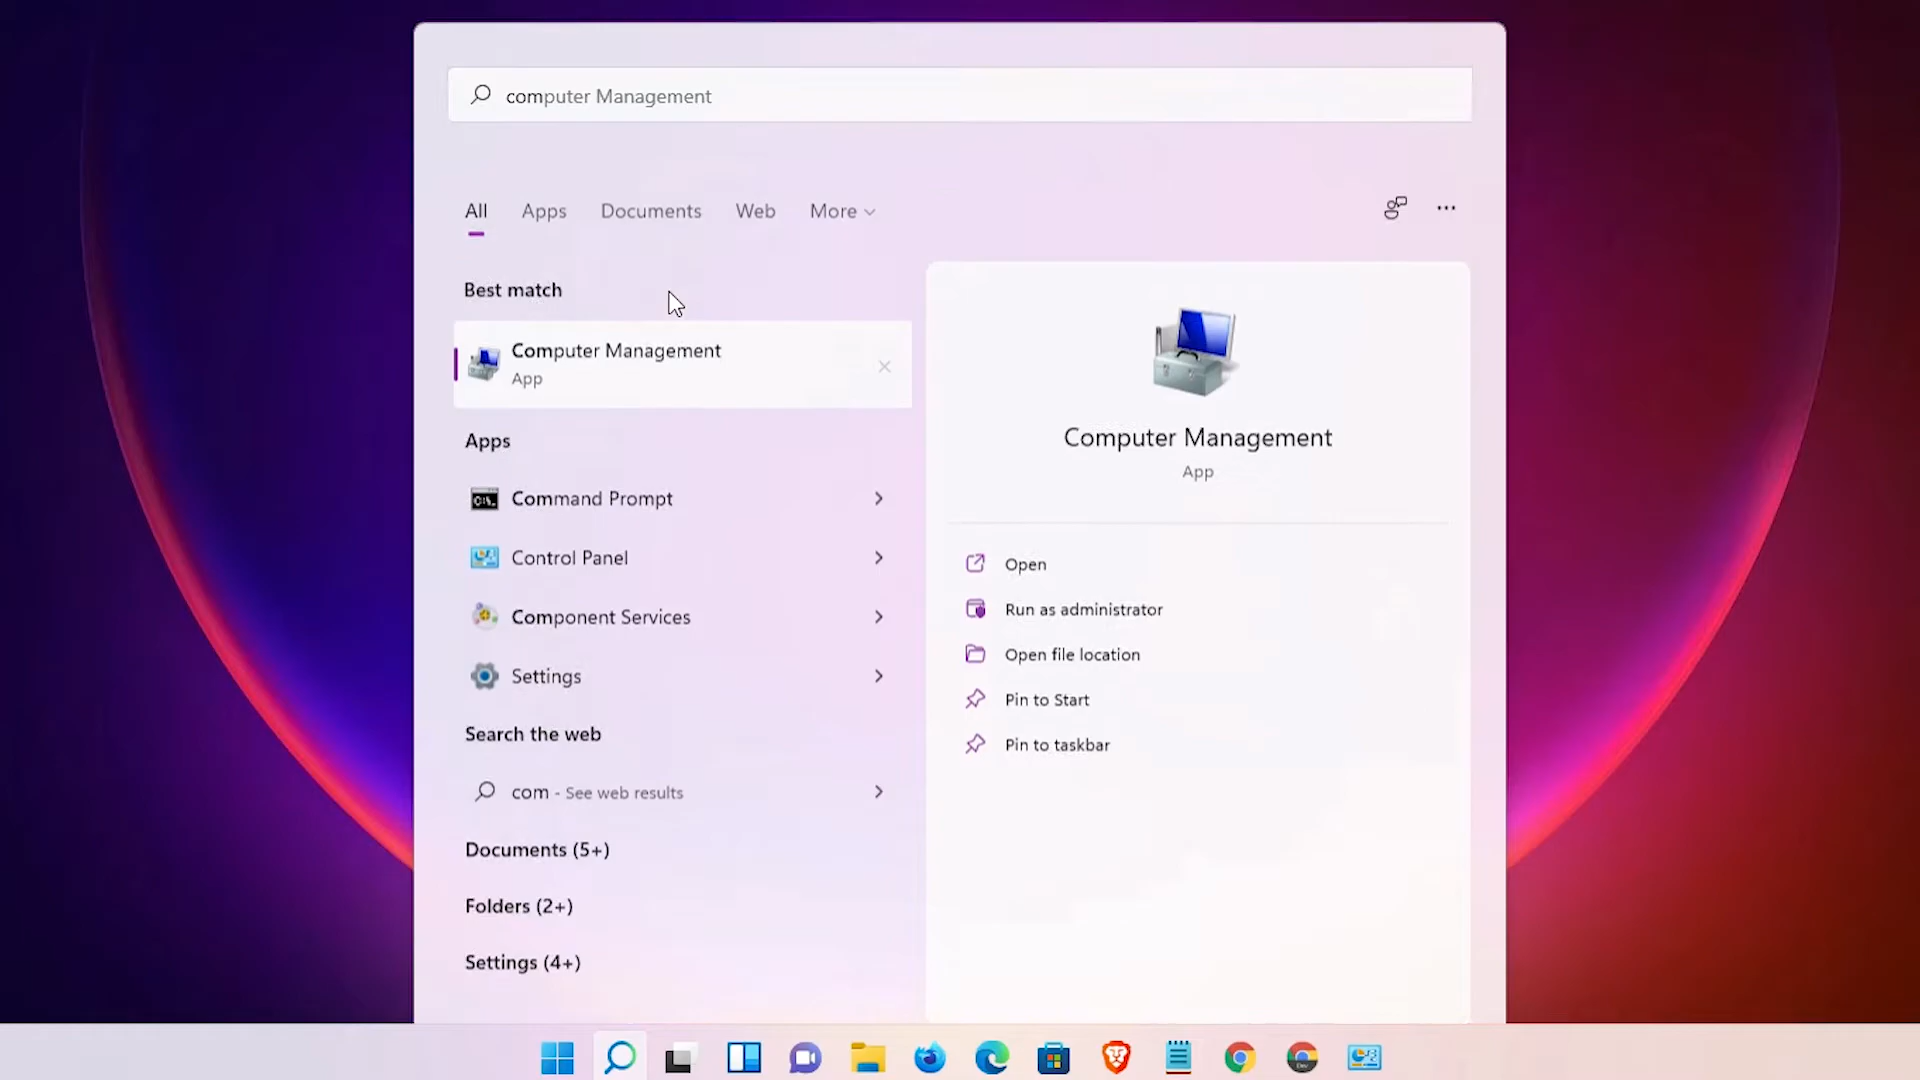 computer Management
All Apps Documents Web More
Best match
Computer Management
App
Apps
Command Prompt
Control Panel
Component Services
Settings
Search the web
com - See web results
Documents (5+)
Folders (2+)
Settings (4+)
Computer Management
App
Open
Run as administrator
Open file location
Pin to Start
Pin to taskbar